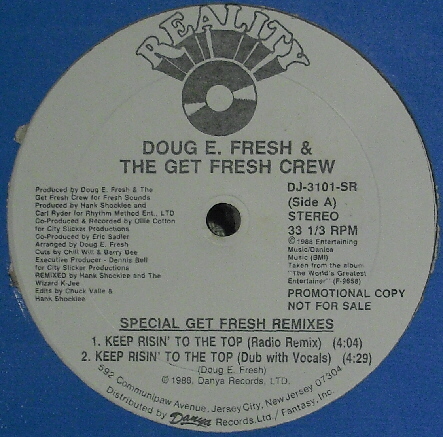 REALITY
DOUG E. FRESH &
THE GET FRESH CREW
Produced by Doug E. Fresh & The
Get Fresh Crew for Fresh Sounds
Produced by Hank Shocklee and
Carl Ryder for Rhythm Method Ent., LTD
Co-Produced & Recorded by Ollie Cotton
for City Slicker Productions
Co-Produced by Eric Sadler
Arranged by Doug E. Fresh
Cuts by Chill Will & Barry Bee
Executive Producer - Dennis Bell
for City Slicker Productions
REMIXED by Hank Shocklee and The
Wizard K-Jee
Edits by Chuck Valle &
Hank Shocklee
DJ-3101-SR
(Side A)
STEREO
33 1/3 RPM
©1988 Entertaining
Music/Danica
Music (BMI)
Taken from the album
"The World's Greatest
Entertainer" (F-9658)
PROMOTIONAL COPY
NOT FOR SALE
SPECIAL GET FRESH REMIXES
1. KEEP RISIN' TO THE TOP (Radio Remix) (4:04)
2. KEEP RISIN' TO THE TOP (Dub with Vocals) (4:29)
(Doug E. Fresh)
© 1988, Danya Records, LTD.
592 Communipaw Avenue, Jersey City, New Jersey 07304
Distributed by Danya Records, Ltd./Fantasy, Inc.